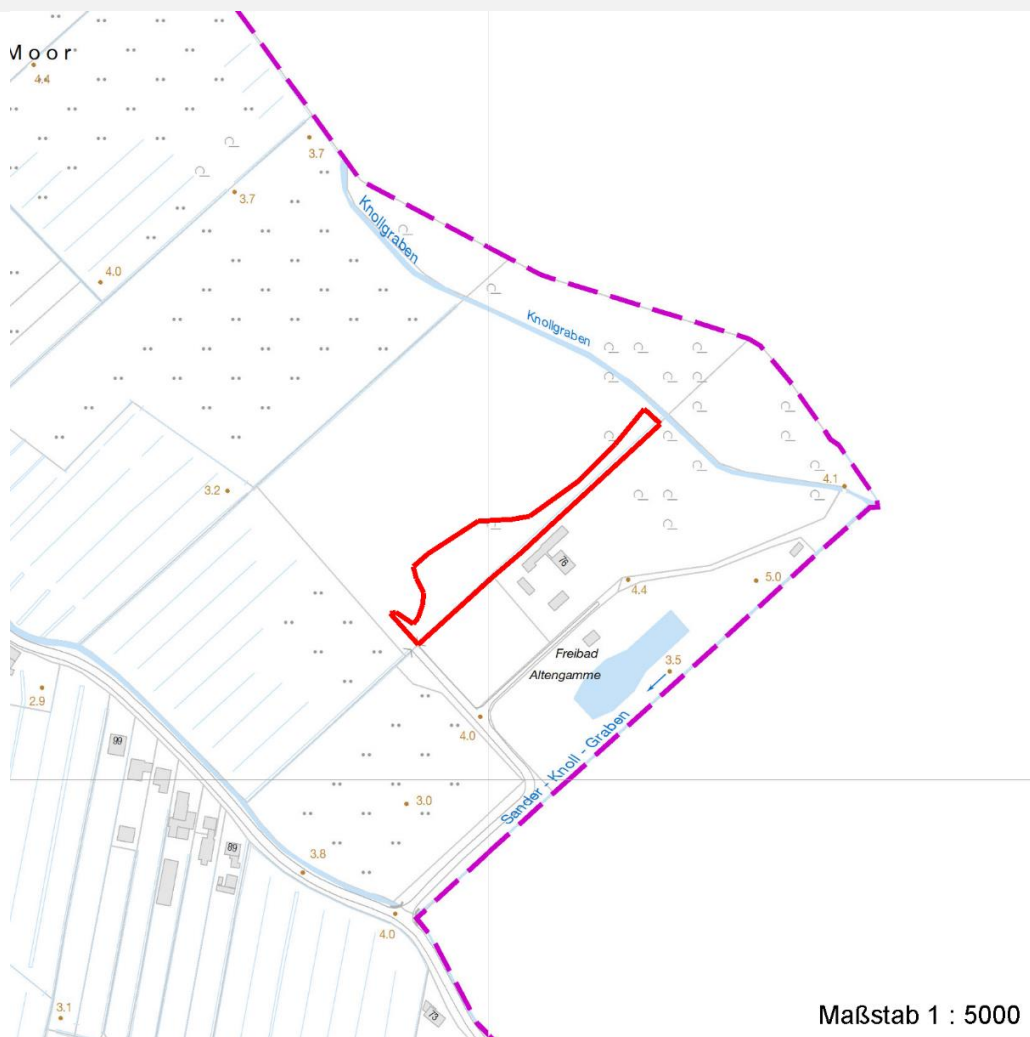 Moor
4.4
3.7
3.7
Knollgraben
4.0
Knollgraben
3.2
4.1
76
4.4
5.0
Freibad
Altengamme
3.5
2.9
4.0
99
Sander - Knoll - Graben
3.0
89
3.8
4.0
3.1
73
Maßstab 1 : 5000